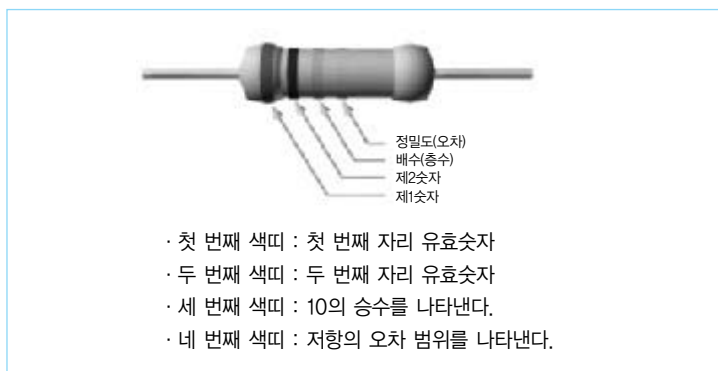 정밀도(오차)
배수(층수)
제2숫자
제1숫자
· 첫 번째 색띠 : 첫 번째 자리 유효숫자
· 두 번째 색띠 : 두 번째 자리 유효숫자
· 세 번째 색띠 : 10의 승수를 나타낸다.
· 네 번째 색띠 : 저항의 오차 범위를 나타낸다.